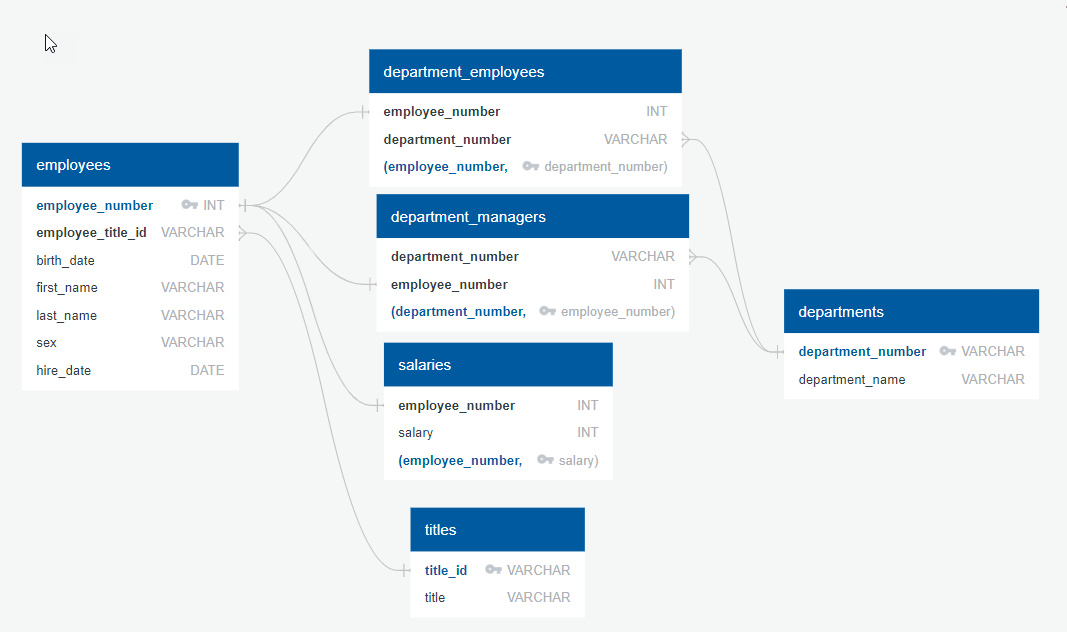 employees
employee_number INT
employee_title_id VARCHAR
birth_date DATE
first_name VARCHAR
last_name VARCHAR
sex VARCHAR
hire_date DATE
department_employees
employee_number INT
department_number VARCHAR
(employee_number, department_number)
department_managers
department_number VARCHAR
employee_number INT
(department_number, employee_number)
salaries
employee_number INT
salary INT
(employee_number, salary)
titles
title_id VARCHAR
title VARCHAR
departments
department_number VARCHAR
department_name VARCHAR